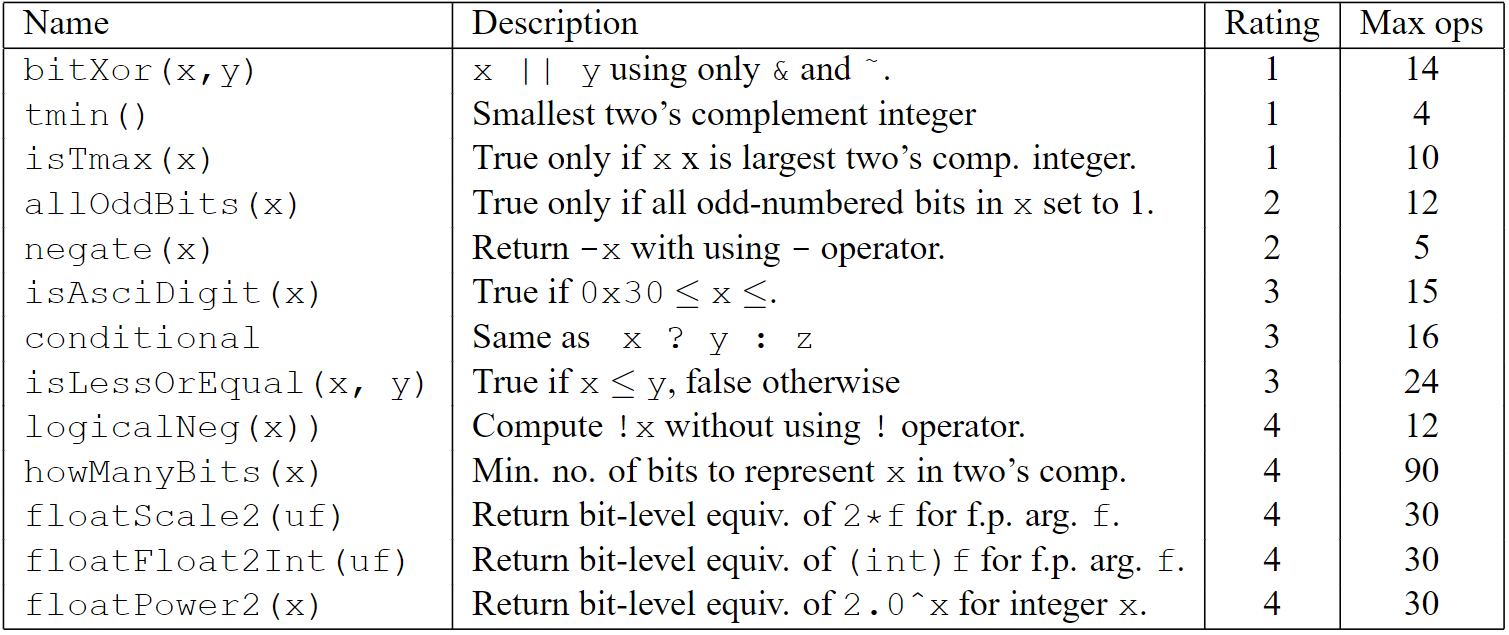 Name Description Rating Max ops
bitXor(x,y) x || y using only & and ~. 1 14
tmin() Smallest two's complement integer 1 4
isTmax(x) True only if x x is largest two's comp. integer. 1 10
allOddBits(x) True only if all odd-numbered bits in x set to 1. 2 12
negate(x) Return -x with using - operator. 2 5
isAsciDigit(x) True if 0x30 ≤ x ≤. 3 15
conditional Same as x ? y : z 3 16
isLessOrEqual(x, y) True if x ≤ y, false otherwise 3 24
logicalNeg(x)) Compute !x without using ! operator. 4 12
howManyBits(x) Min. no. of bits to represent x in two's comp. 4 90
floatScale2(uf) Return bit-level equiv. of 2*f for f.p. arg. f. 4 30
floatFloat2Int(uf) Return bit-level equiv. of (int)f for f.p. arg. f. 4 30
floatPower2(x) Return bit-level equiv. of 2.0^x for integer x. 4 30